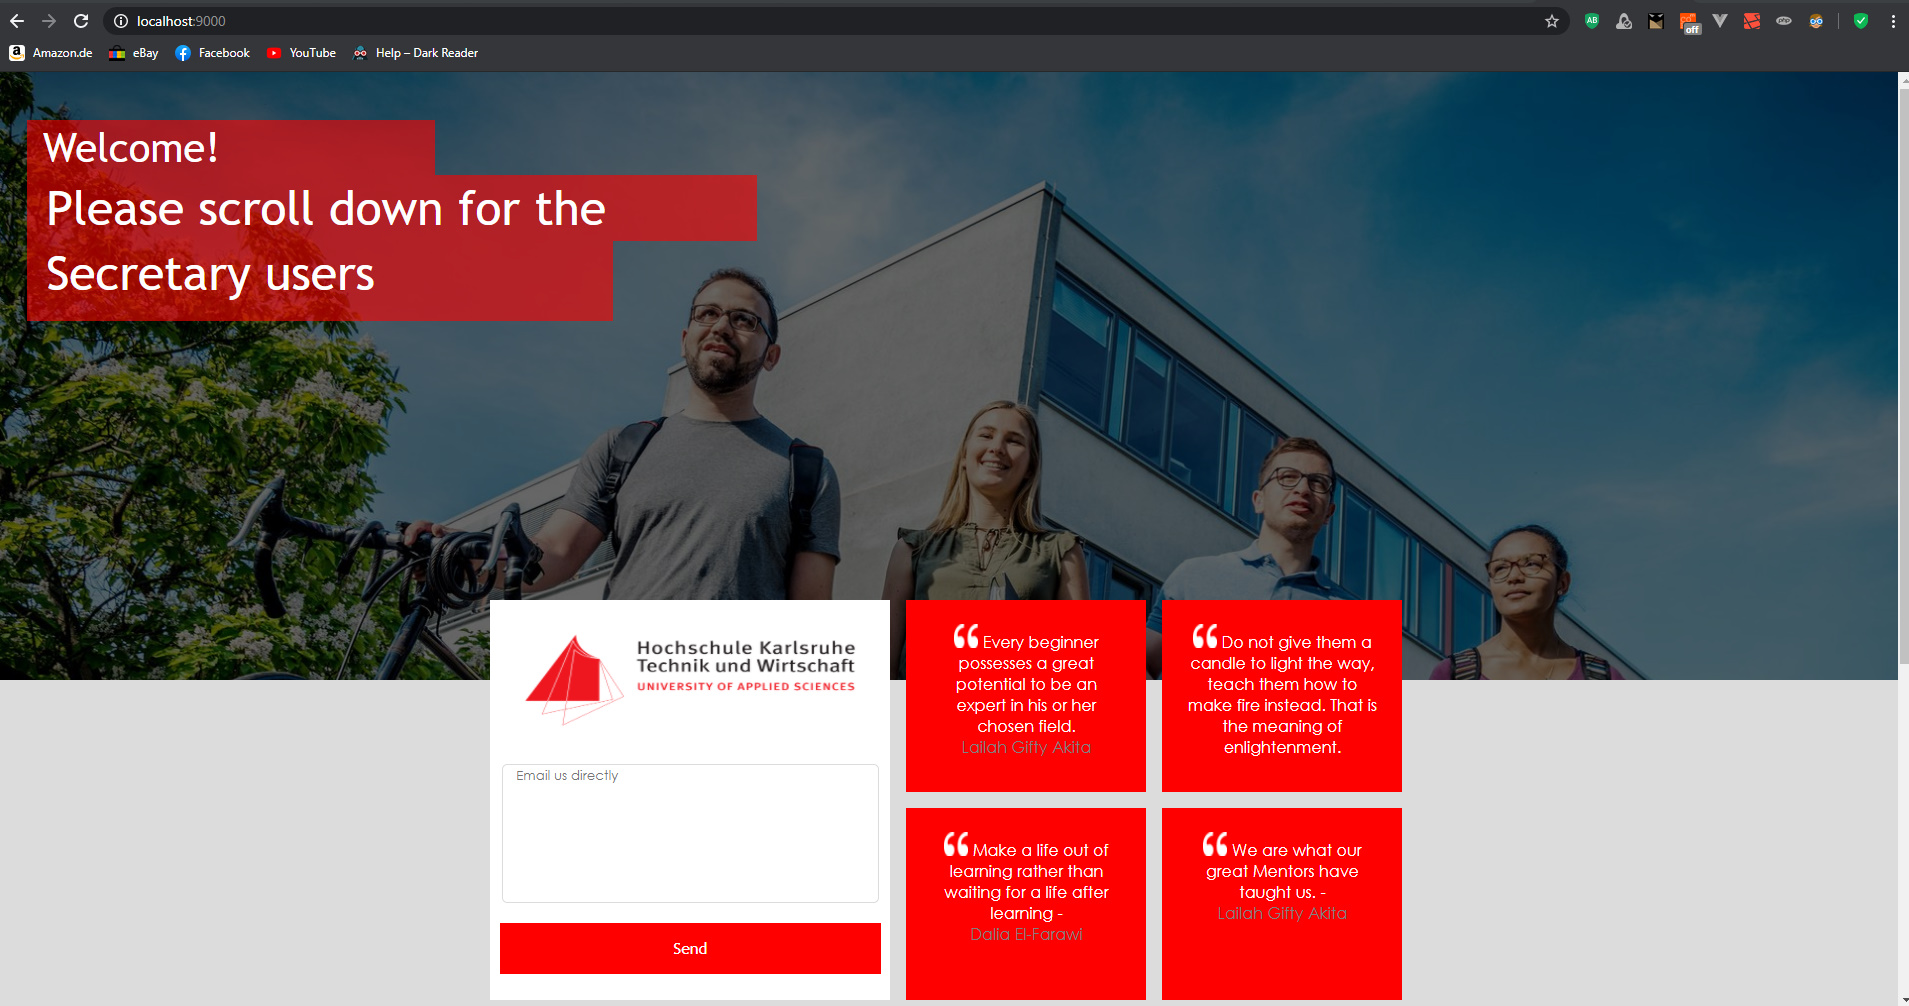 localhost:9000
AB
off
php
Amazon.de
eBay
Facebook
YouTube
Help – Dark Reader
Welcome!
Please scroll down for the
Secretary users
Hochschule Karlsruhe
Technik und Wirtschaft
UNIVERSITY OF APPLIED SCIENCES
Email us directly
Send
“ Every beginner
possesses a great
potential to be an
expert in his or her
chosen field.
Lailah Gifty Akita
“ Do not give them a
candle to light the way,
teach them how to
make fire instead. That is
the meaning of
enlightenment.
“ Make a life out of
learning rather than
waiting for a life after
learning -
Dalia El-Farawi
“ We are what our
great Mentors have
taught us. -
Lailah Gifty Akita